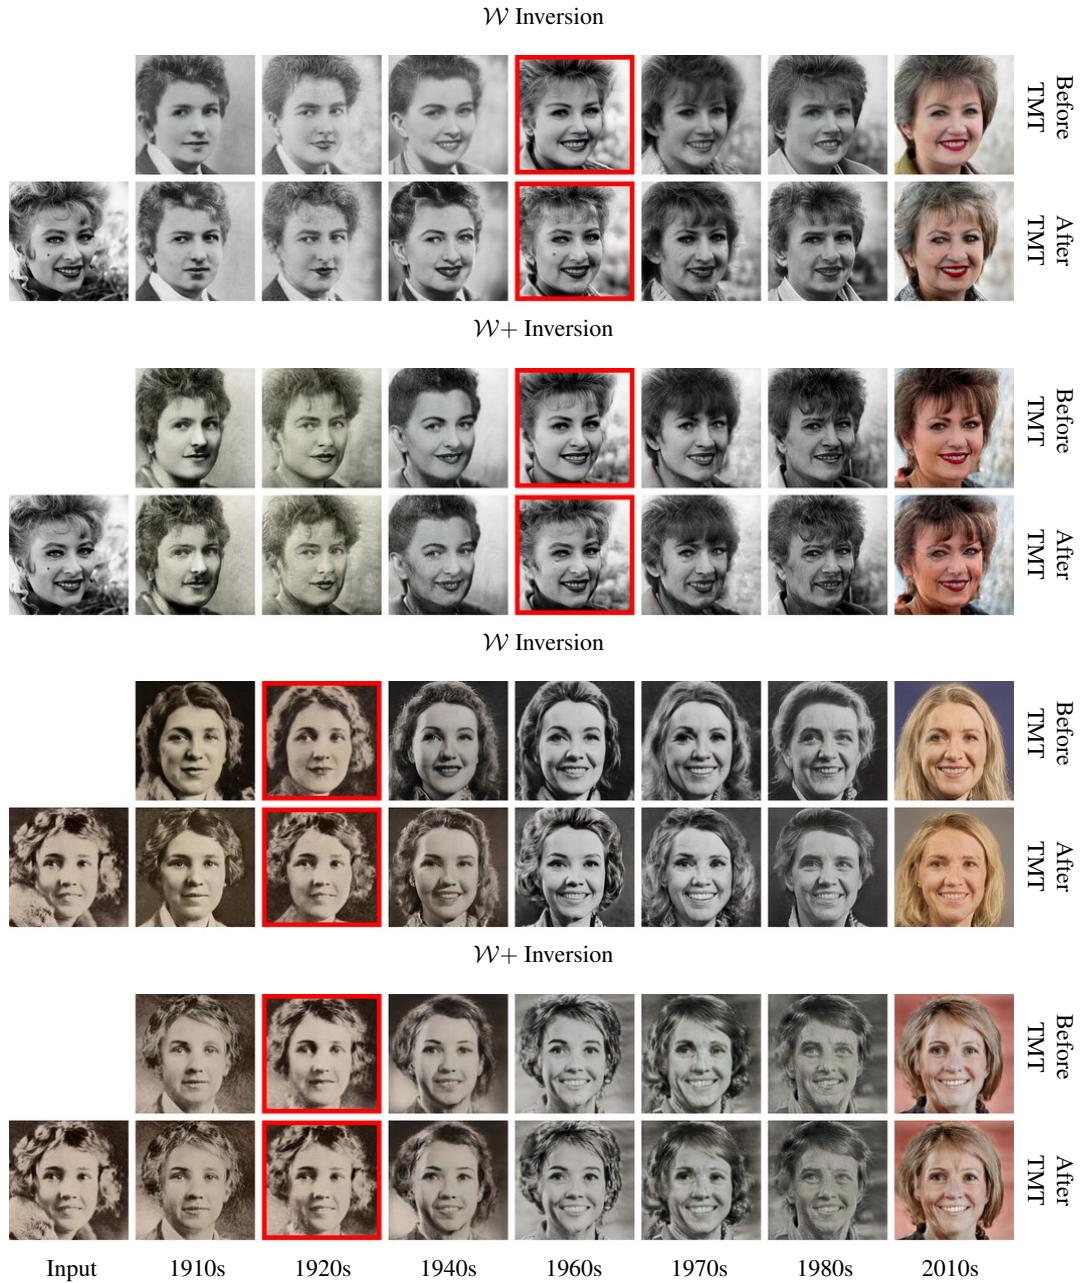 𝒲 Inversion
Before
TMT
After
TMT
𝒲+ Inversion
Before
TMT
After
TMT
𝒲 Inversion
Before
TMT
After
TMT
𝒲+ Inversion
Before
TMT
After
TMT
Input 1910s 1920s 1940s 1960s 1970s 1980s 2010s